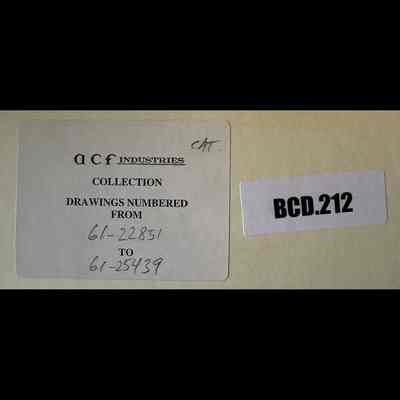 CAT.
acf INDUSTRIES
COLLECTION
DRAWINGS NUMBERED
FROM
61-22851
TO
61-25439
BCD.212